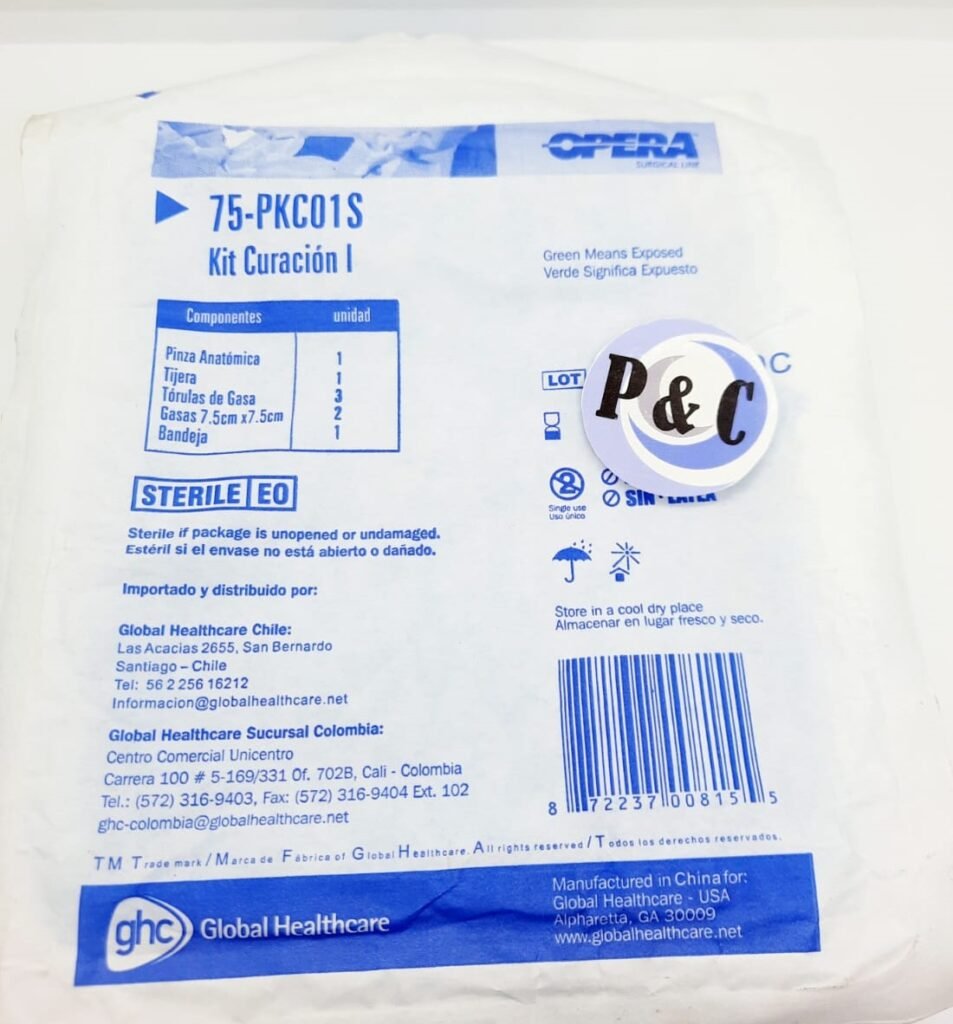 OPERA
SURGICAL LINE
75-PKC01S
Kit Curación I
Green Means Exposed
Verde Significa Expuesto
Componentes unidad
Pinza Anatómica 1
Tijera 1
Tórulas de Gasa 3
Gasas 7.5cm x7.5cm 2
Bandeja 1
LOT
P & C
STERILE EO
Single use
Uso único
SIN
Sterile if package is unopened or undamaged.
Estéril si el envase no está abierto o dañado.
Importado y distribuido por:
Store in a cool dry place
Almacenar en lugar fresco y seco.
Global Healthcare Chile:
Las Acacias 2655, San Bernardo
Santiago – Chile
Tel: 56 2 256 16212
Informacion@globalhealthcare.net
Global Healthcare Sucursal Colombia:
Centro Comercial Unicentro
Carrera 100 # 5-169/331 Of. 702B, Cali - Colombia
Tel.: (572) 316-9403, Fax: (572) 316-9404 Ext. 102
ghc-colombia@globalhealthcare.net
8 72237 00815 5
TM Trade mark / Marca de Fábrica of Global Healthcare. All rights reserved / Todos los derechos reservados.
ghc Global Healthcare
Manufactured in China for:
Global Healthcare - USA
Alpharetta, GA 30009
www.globalhealthcare.net